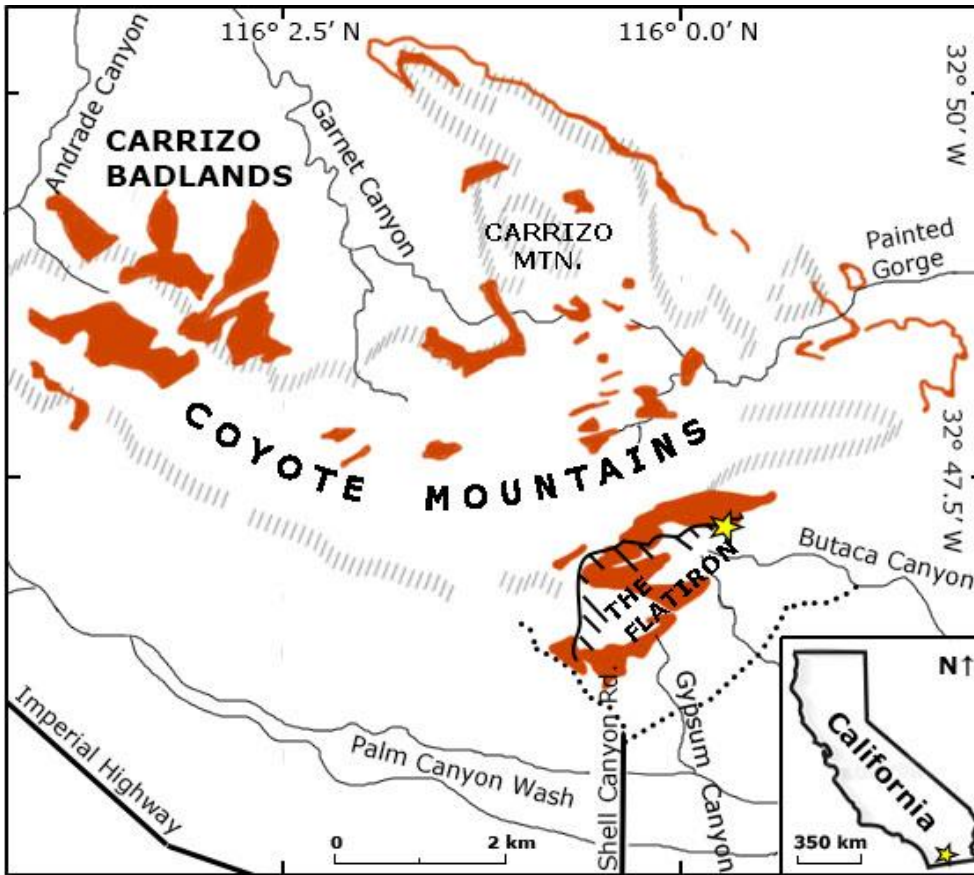 116° 2.5’ N
116° 0.0’ N
32° 50’ W
Andrade Canyon
CARRIZO
BADLANDS
Garnet Canyon
CARRIZO
MTN.
Painted
Gorge
COYOTE MOUNTAINS
32° 47.5’ W
THE
FLATIRON
Butaca Canyon
Imperial Highway
Palm Canyon Wash
Shell Canyon Rd.
Gypsum Canyon
0 2 km
N↑
California
350 km